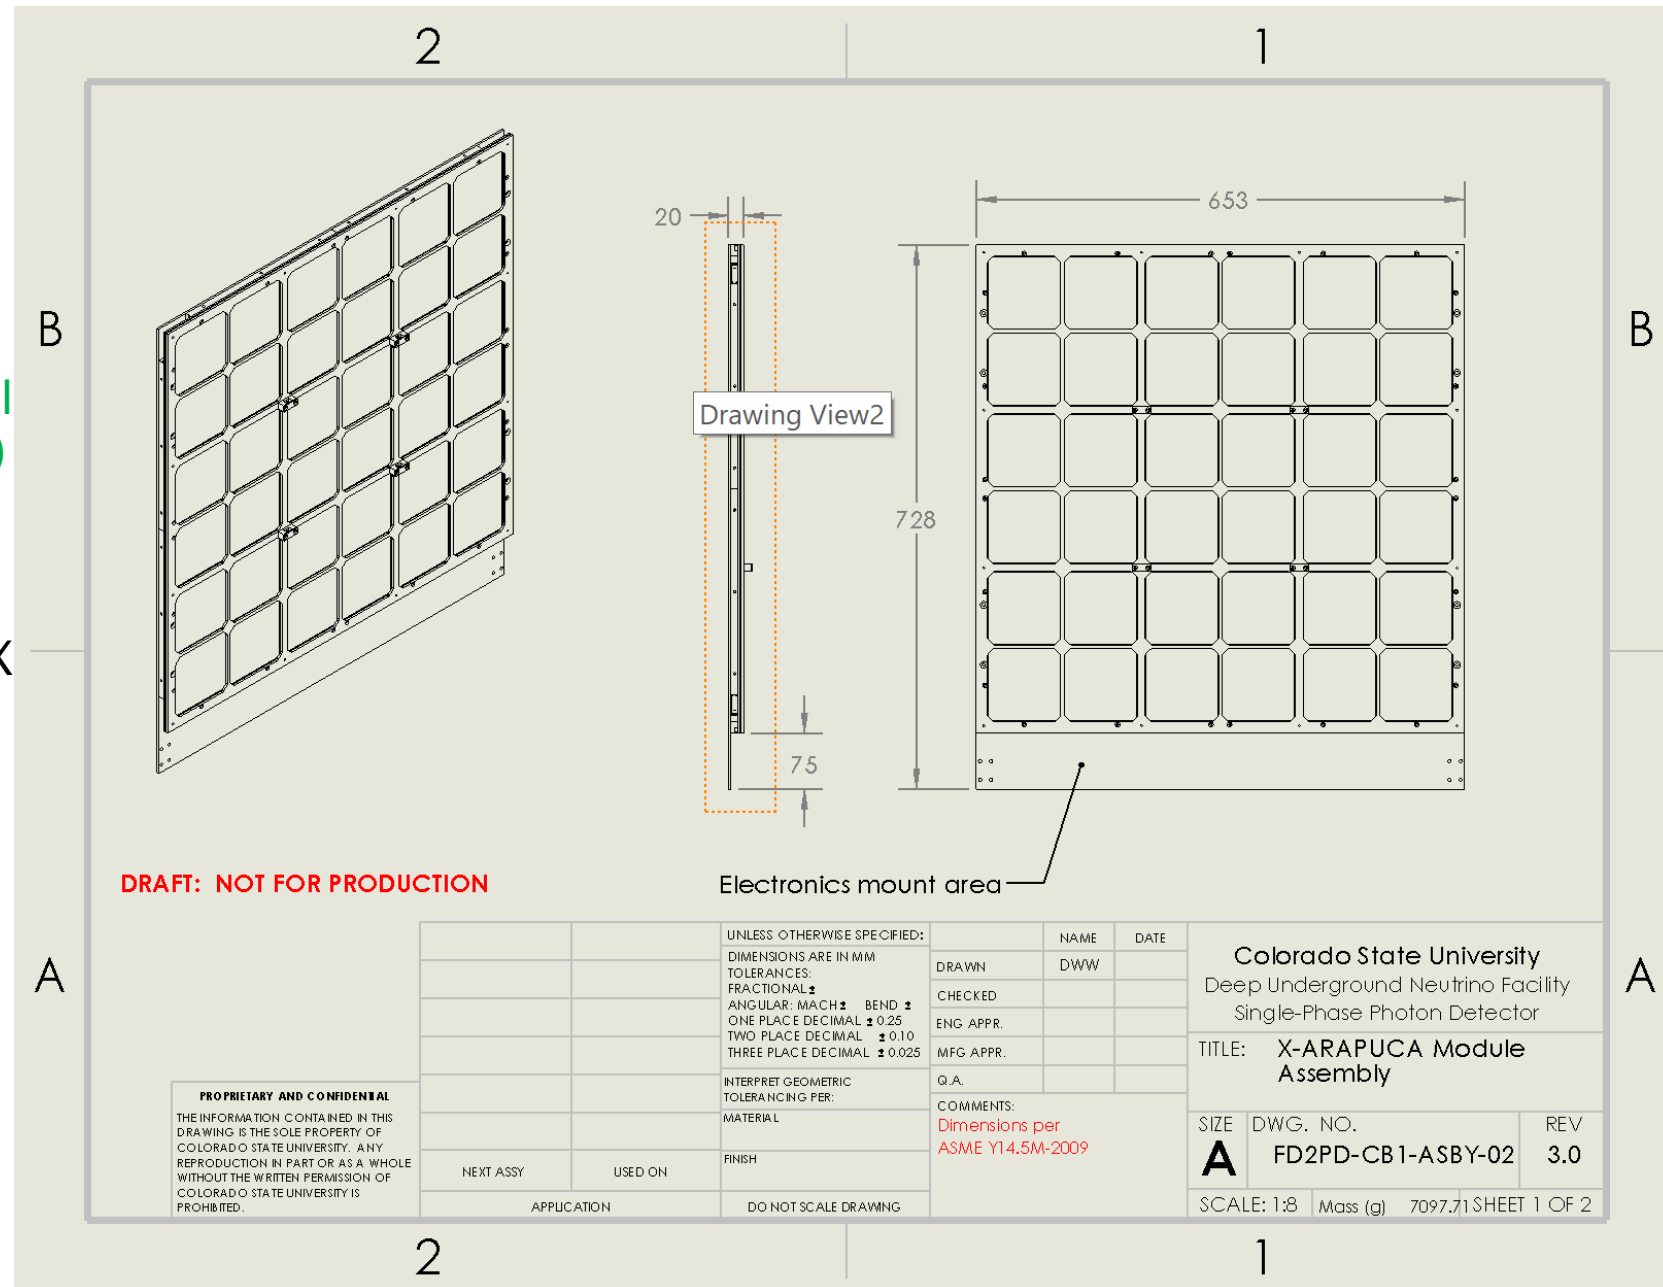 2
1
B
B
A
A
2
1
l
)
X
20
653
728
75
Drawing View2
DRAFT: NOT FOR PRODUCTION
Electronics mount area
PROPRIETARY AND CONFIDENTIAL
THE INFORMATION CONTAINED IN THIS
DRAWING IS THE SOLE PROPERTY OF
COLORADO STATE UNIVERSITY. ANY
REPRODUCTION IN PART OR AS A WHOLE
WITHOUT THE WRITTEN PERMISSION OF
COLORADO STATE UNIVERSITY IS
PROHIBITED.
NEXT ASSY
USED ON
APPLICATION
UNLESS OTHERWISE SPECIFIED:
DIMENSIONS ARE IN MM
TOLERANCES:
FRACTIONAL ±
ANGULAR: MACH ± BEND ±
ONE PLACE DECIMAL ± 0.25
TWO PLACE DECIMAL ± 0.10
THREE PLACE DECIMAL ± 0.025
INTERPRET GEOMETRIC
TOLERANCING PER:
MATERIAL
FINISH
DO NOT SCALE DRAWING
NAME
DATE
DRAWN
DWW
CHECKED
ENG APPR.
MFG APPR.
Q.A.
COMMENTS:
Dimensions per
ASME Y14.5M-2009
Colorado State University
Deep Underground Neutrino Facility
Single-Phase Photon Detector
TITLE: X-ARAPUCA Module
Assembly
SIZE
A
DWG. NO.
FD2PD-CB1-ASBY-02
REV
3.0
SCALE: 1:8
Mass (g) 7097.71
SHEET 1 OF 2